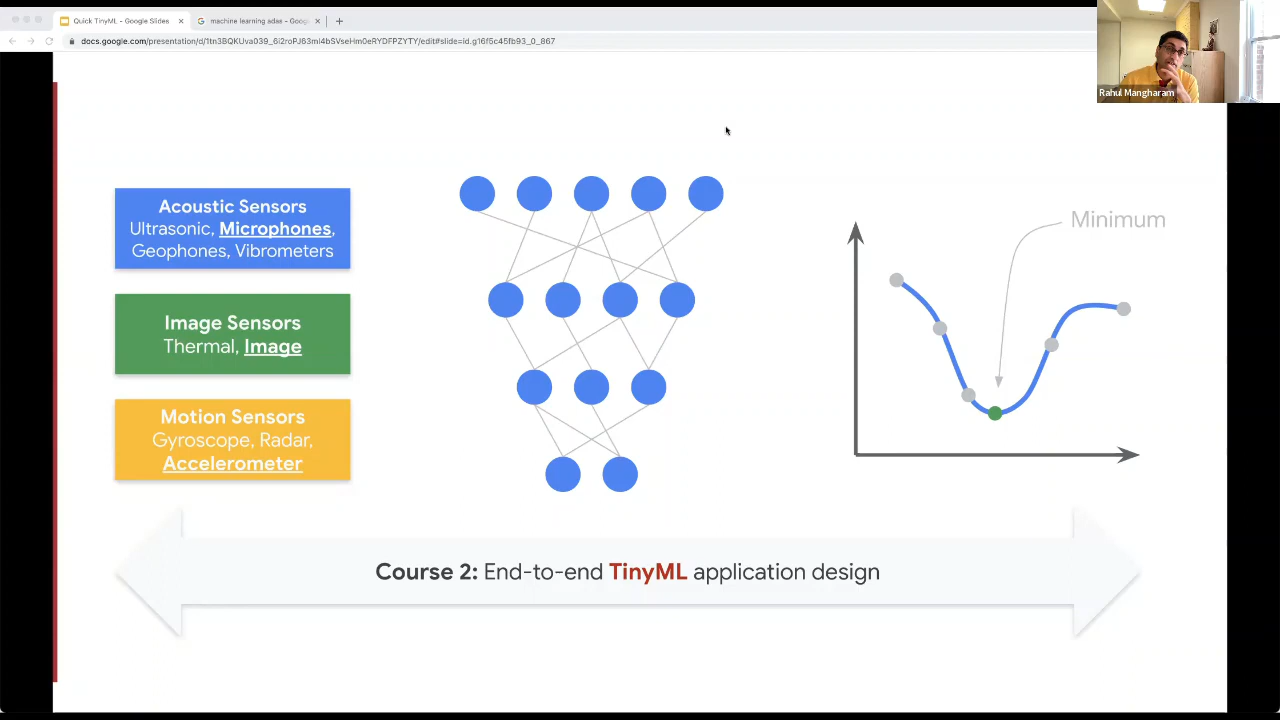 Quick TinyML - Google Slides
machine learning adas - Goog
docs.google.com/presentation/d/1tn3BQKUva039_6i2roPJ63ml4bSVseHm0eRYDFPZYTY/edit#slide=id.g16f5c45fb93_0_867
Rahul Mangharam
Acoustic Sensors
Ultrasonic, Microphones,
Geophones, Vibrometers
Image Sensors
Thermal, Image
Motion Sensors
Gyroscope, Radar,
Accelerometer
Minimum
Course 2: End-to-end TinyML application design